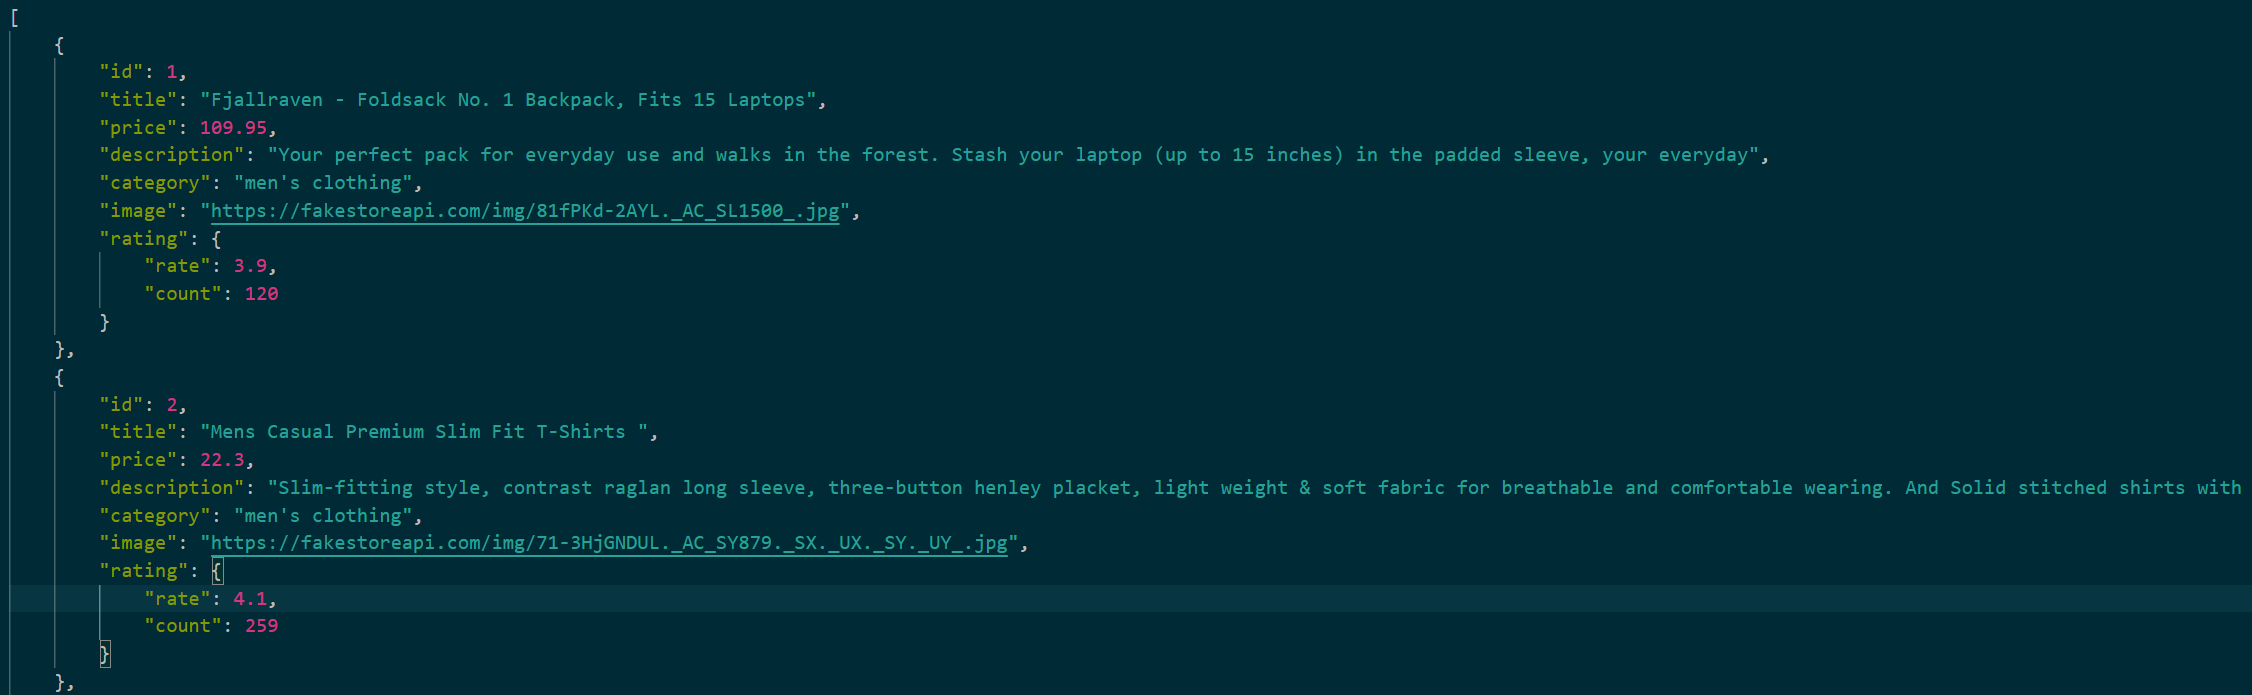 [
{
"id": 1,
"title": "Fjallraven - Foldsack No. 1 Backpack, Fits 15 Laptops",
"price": 109.95,
"description": "Your perfect pack for everyday use and walks in the forest. Stash your laptop (up to 15 inches) in the padded sleeve, your everyday",
"category": "men's clothing",
"image": "https://fakestoreapi.com/img/81fPKd-2AYL._AC_SL1500_.jpg",
"rating": {
"rate": 3.9,
"count": 120
}
},
{
"id": 2,
"title": "Mens Casual Premium Slim Fit T-Shirts ",
"price": 22.3,
"description": "Slim-fitting style, contrast raglan long sleeve, three-button henley placket, light weight & soft fabric for breathable and comfortable wearing. And Solid stitched shirts with
"category": "men's clothing",
"image": "https://fakestoreapi.com/img/71-3HjGNDUL._AC_SY879._SX._UX._SY._UY_.jpg",
"rating": {
"rate": 4.1,
"count": 259
}
},